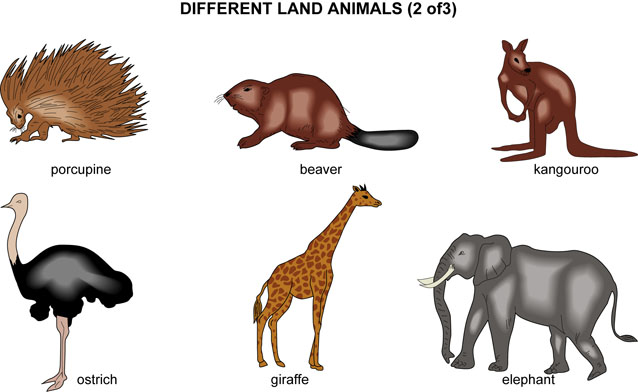 DIFFERENT LAND ANIMALS (2 of3)
porcupine
beaver
kangouroo
ostrich
giraffe
elephant